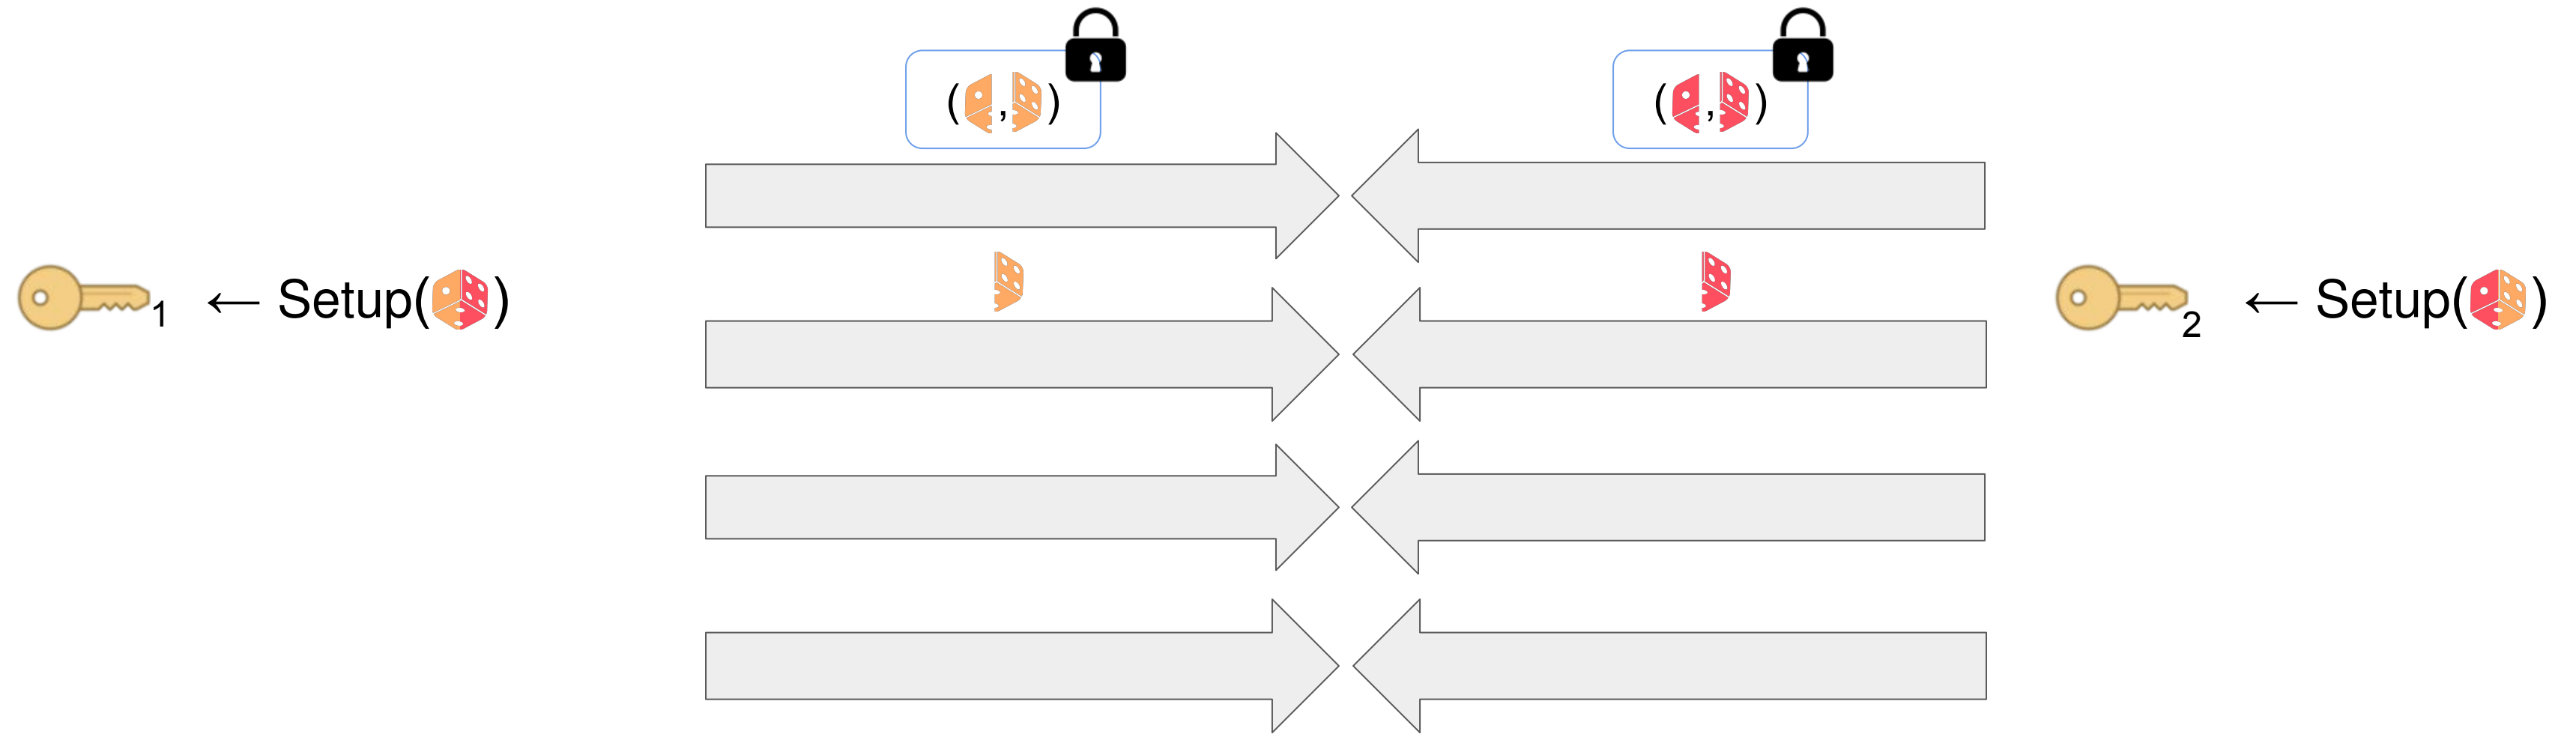 ( , )
( , )
1 ← Setup( )
2 ← Setup( )